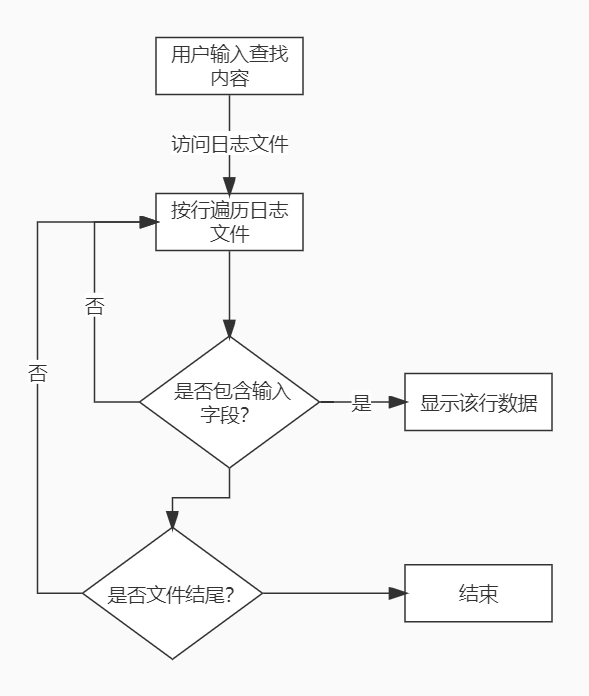 用户输入查找
内容
访问日志文件
按行遍历日志
文件
否
否
是否包含输入
字段?
是
显示该行数据
是否文件结尾?
结束